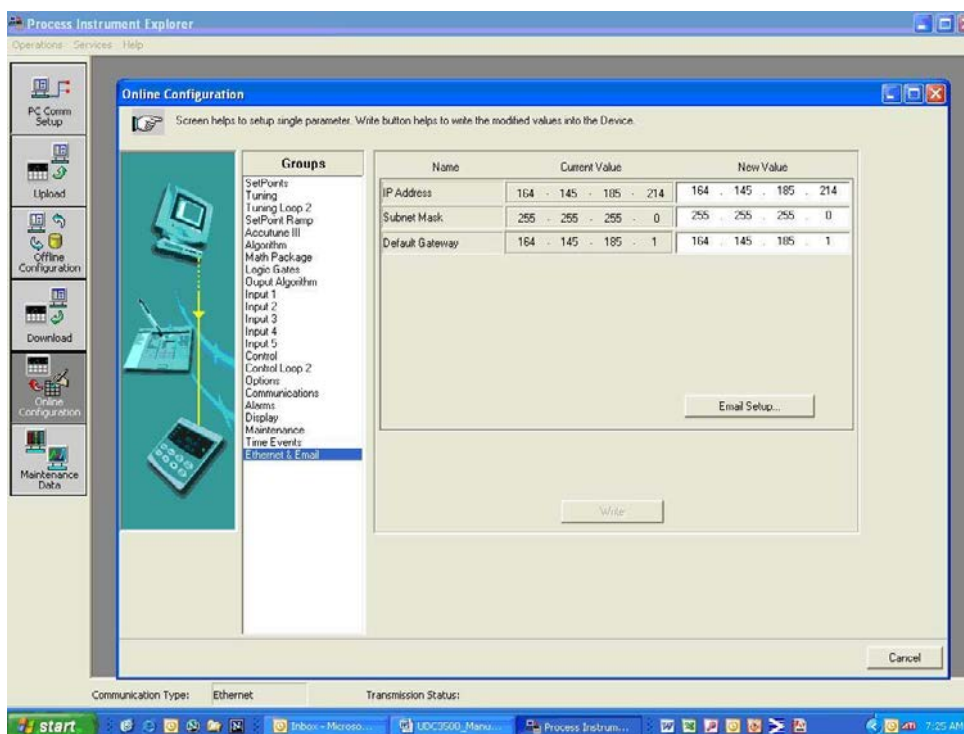 Process Instrument Explorer
Operations Services Help
PC Comm
Setup
Upload
Offline
Configuration
Download
Online
Configuration
Maintenance
Data
Online Configuration
Screen helps to setup single parameter. Write button helps to write the modified values into the Device.
Groups
SetPoints
Tuning
Tuning Loop 2
SetPoint Ramp
Accutune III
Algorithm
Math Package
Logic Gates
Ouput Algorithm
Input 1
Input 2
Input 3
Input 4
Input 5
Control
Control Loop 2
Options
Communications
Alarms
Display
Maintenance
Time Events
Ethernet & Email
Name Current Value New Value
IP Address 164 . 145 . 185 . 214 164 . 145 . 185 . 214
Subnet Mask 255 . 255 . 255 . 0 255 . 255 . 255 . 0
Default Gateway 164 . 145 . 185 . 1 164 . 145 . 185 . 1
Email Setup...
Write
Cancel
Communication Type: Ethernet Transmission Status:
start Inbox - Microso... UDC3500_Manu... Process Instrum... 7:25 AM